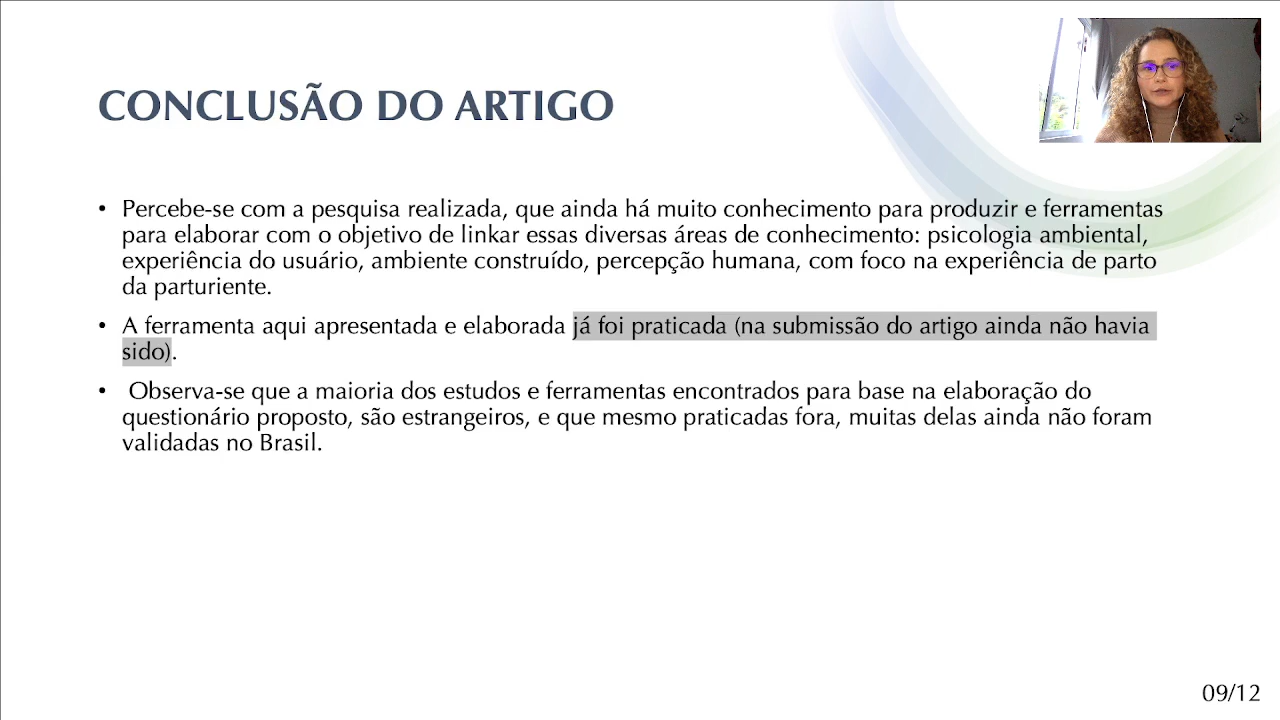 CONCLUSÃO DO ARTIGO
• Percebe-se com a pesquisa realizada, que ainda há muito conhecimento para produzir e ferramentas
para elaborar com o objetivo de linkar essas diversas áreas de conhecimento: psicologia ambiental,
experiência do usuário, ambiente construído, percepção humana, com foco na experiência de parto
da parturiente.
• A ferramenta aqui apresentada e elaborada já foi praticada (na submissão do artigo ainda não havia
sido).
• Observa-se que a maioria dos estudos e ferramentas encontrados para base na elaboração do
questionário proposto, são estrangeiros, e que mesmo praticadas fora, muitas delas ainda não foram
validadas no Brasil.
09/12